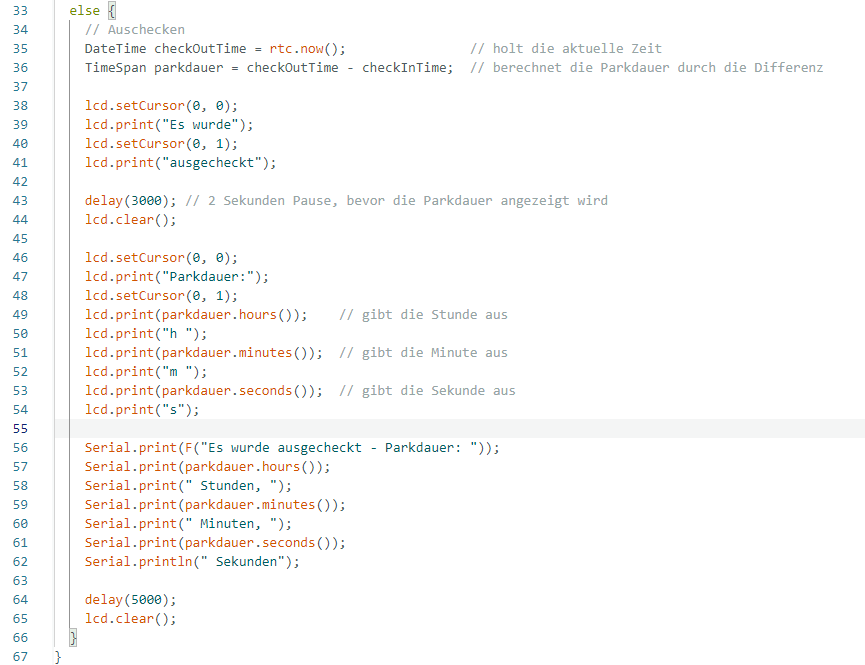 33 else {
34 // Auschecken
35 DateTime checkOutTime = rtc.now(); // holt die aktuelle Zeit
36 TimeSpan parkdauer = checkOutTime - checkInTime; // berechnet die Parkdauer durch die Differenz
37
38 lcd.setCursor(0, 0);
39 lcd.print("Es wurde");
40 lcd.setCursor(0, 1);
41 lcd.print("ausgecheckt");
42
43 delay(3000); // 2 Sekunden Pause, bevor die Parkdauer angezeigt wird
44 lcd.clear();
45
46 lcd.setCursor(0, 0);
47 lcd.print("Parkdauer:");
48 lcd.setCursor(0, 1);
49 lcd.print(parkdauer.hours()); // gibt die Stunde aus
50 lcd.print("h ");
51 lcd.print(parkdauer.minutes()); // gibt die Minute aus
52 lcd.print("m ");
53 lcd.print(parkdauer.seconds()); // gibt die Sekunde aus
54 lcd.print("s");
55
56 Serial.print(F("Es wurde ausgecheckt - Parkdauer: "));
57 Serial.print(parkdauer.hours());
58 Serial.print(" Stunden, ");
59 Serial.print(parkdauer.minutes());
60 Serial.print(" Minuten, ");
61 Serial.print(parkdauer.seconds());
62 Serial.println(" Sekunden");
63
64 delay(5000);
65 lcd.clear();
66 }
67 }